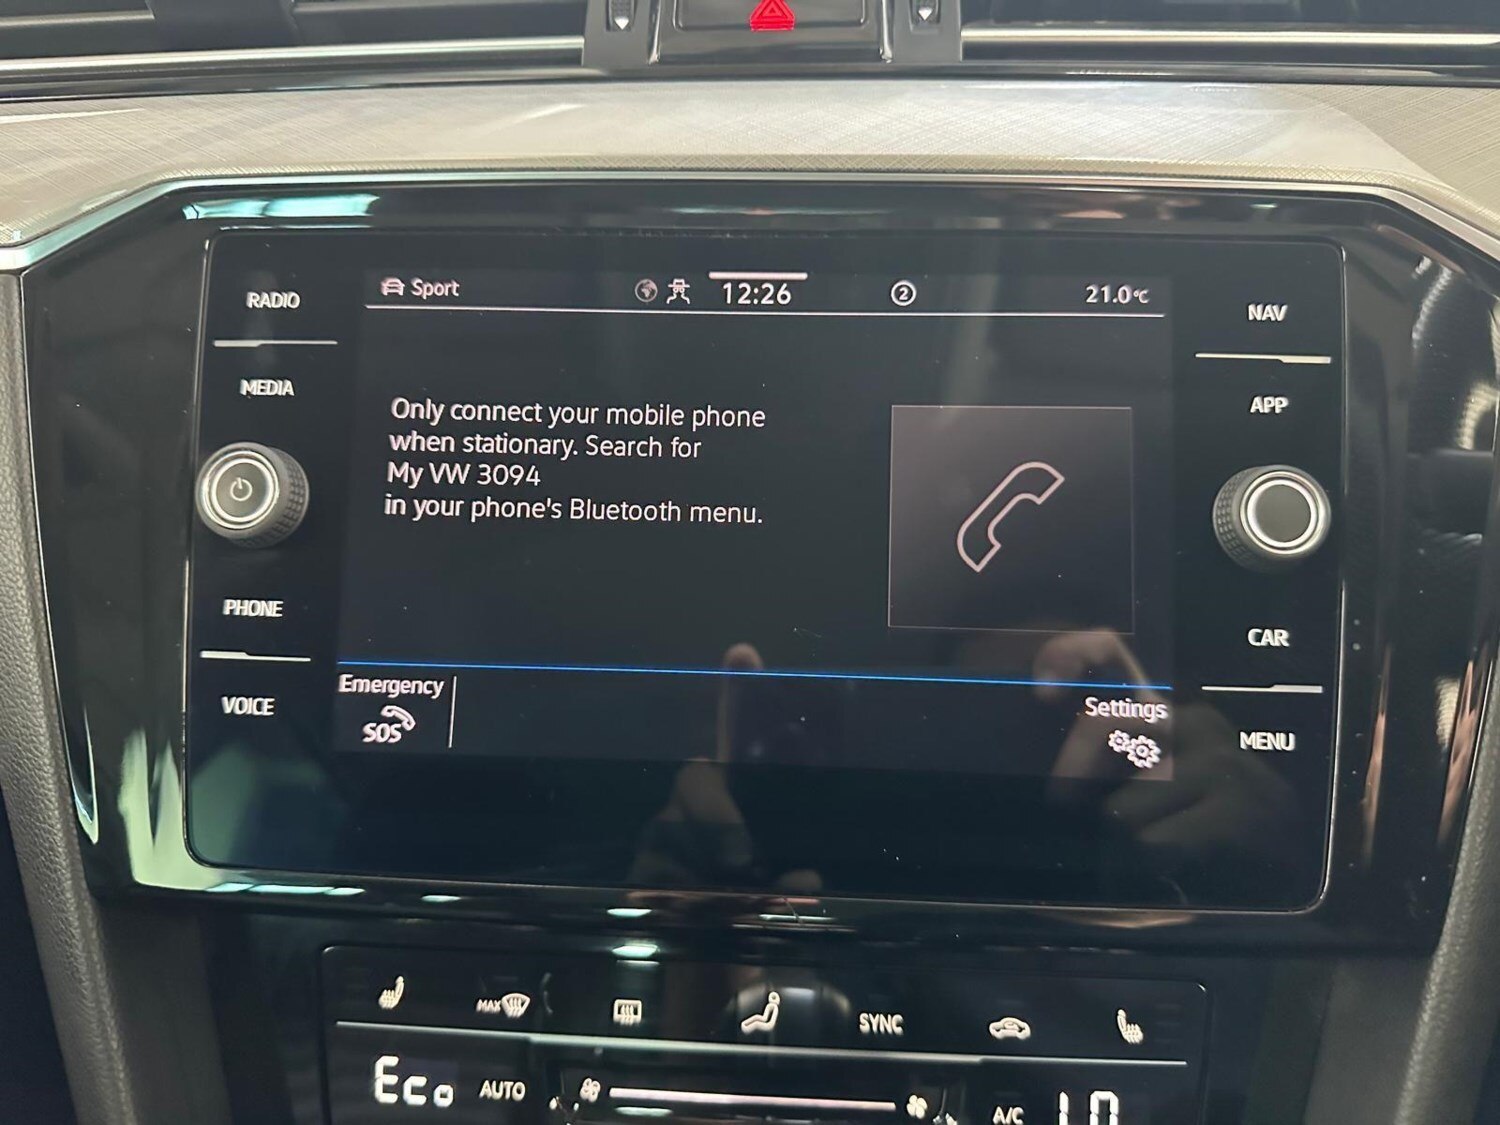 RADIO
MEDIA
PHONE
VOICE
Sport
12:26
2
21.0°C
Only connect your mobile phone
when stationary. Search for
My VW 3094
in your phone's Bluetooth menu.
Emergency
SOS
Settings
NAV
APP
CAR
MENU
MAX
SYNC
Eco
AUTO
A/C